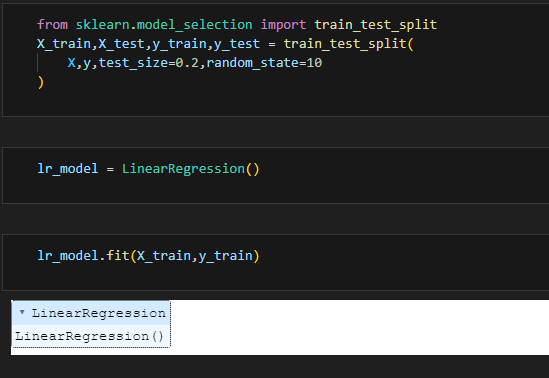 from sklearn.model_selection import train_test_split
X_train,X_test,y_train,y_test = train_test_split(
    X,y,test_size=0.2,random_state=10
)
lr_model = LinearRegression()
lr_model.fit(X_train,y_train)
▾ LinearRegression
LinearRegression()